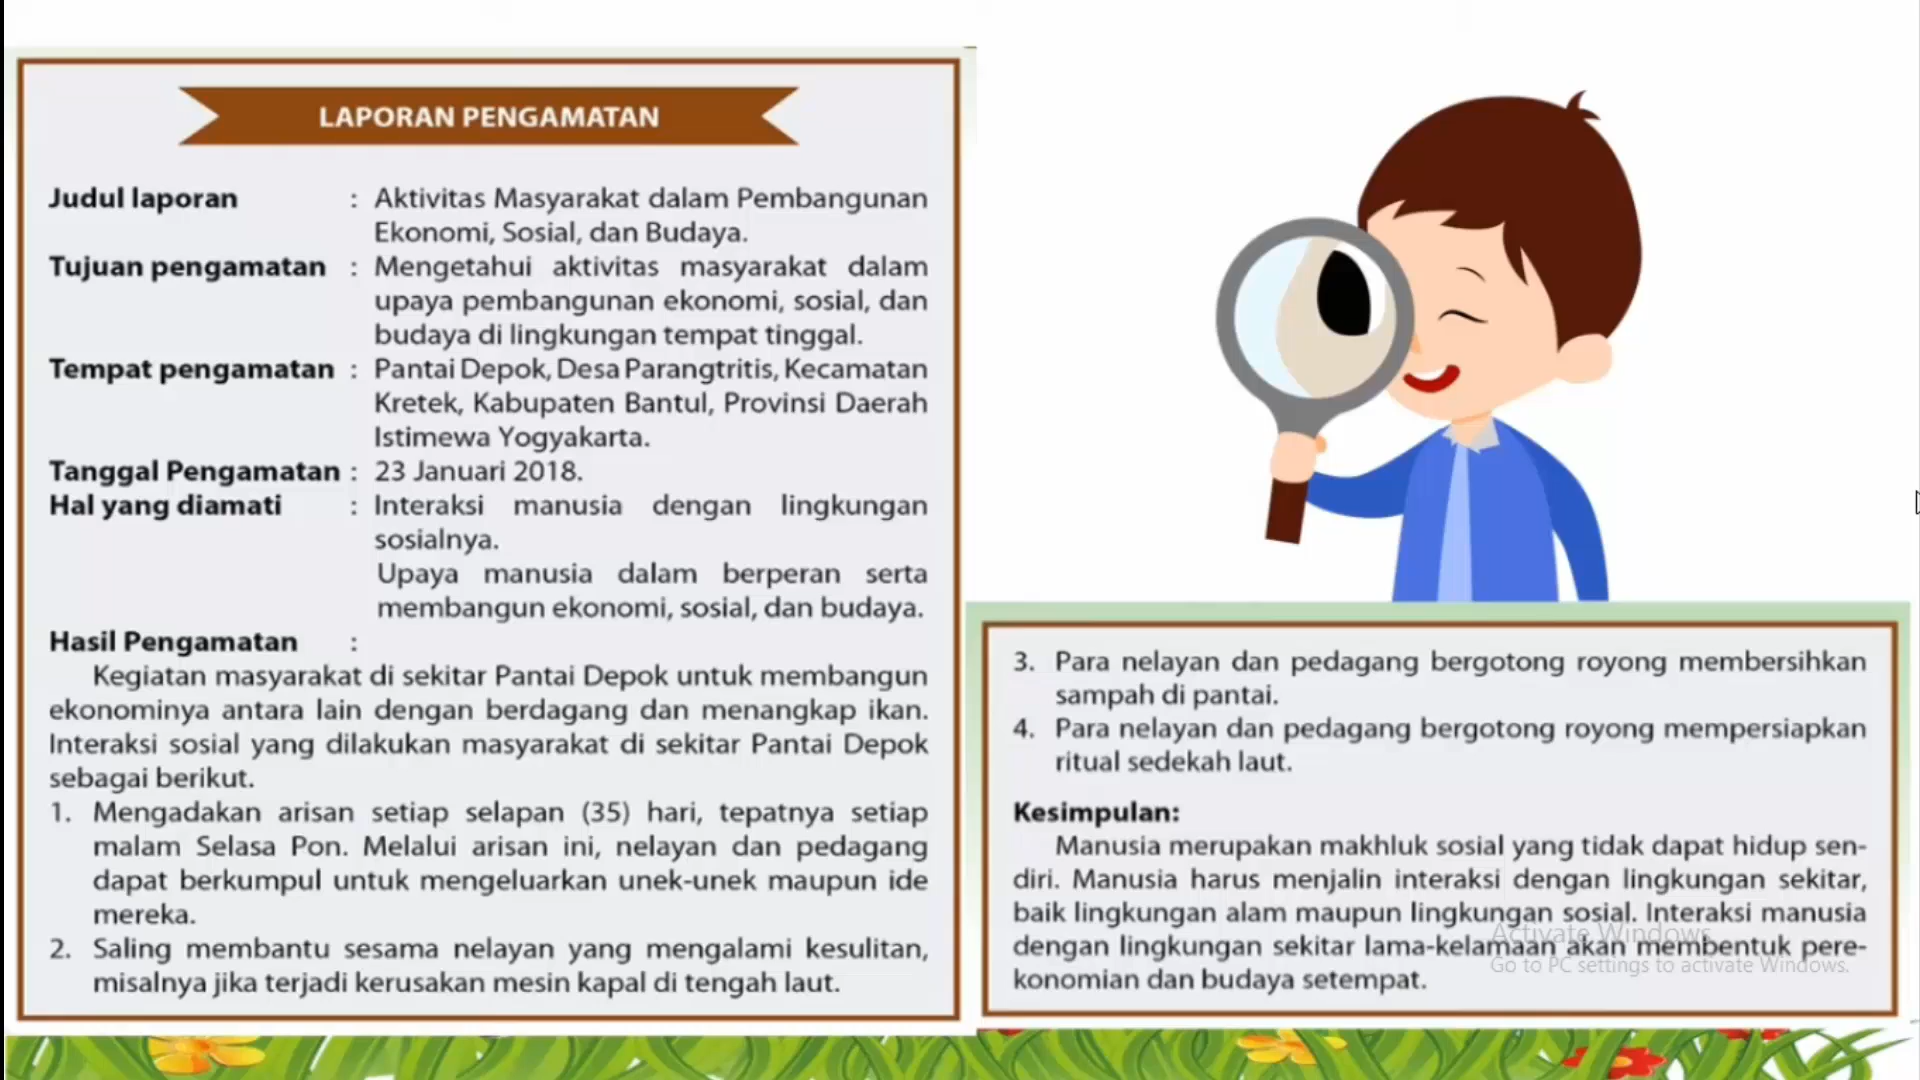 LAPORAN PENGAMATAN
Judul laporan : Aktivitas Masyarakat dalam Pembangunan
Ekonomi, Sosial, dan Budaya.
Tujuan pengamatan : Mengetahui aktivitas masyarakat dalam
upaya pembangunan ekonomi, sosial, dan
budaya di lingkungan tempat tinggal.
Tempat pengamatan : Pantai Depok, Desa Parangtritis, Kecamatan
Kretek, Kabupaten Bantul, Provinsi Daerah
Istimewa Yogyakarta.
Tanggal Pengamatan : 23 Januari 2018.
Hal yang diamati : Interaksi manusia dengan lingkungan
sosialnya.
Upaya manusia dalam berperan serta
membangun ekonomi, sosial, dan budaya.
Hasil Pengamatan :
Kegiatan masyarakat di sekitar Pantai Depok untuk membangun
ekonominya antara lain dengan berdagang dan menangkap ikan.
Interaksi sosial yang dilakukan masyarakat di sekitar Pantai Depok
sebagai berikut.
1. Mengadakan arisan setiap selapan (35) hari, tepatnya setiap
malam Selasa Pon. Melalui arisan ini, nelayan dan pedagang
dapat berkumpul untuk mengeluarkan unek-unek maupun ide
mereka.
2. Saling membantu sesama nelayan yang mengalami kesulitan,
misalnya jika terjadi kerusakan mesin kapal di tengah laut.
3. Para nelayan dan pedagang bergotong royong membersihkan
sampah di pantai.
4. Para nelayan dan pedagang bergotong royong mempersiapkan
ritual sedekah laut.
Kesimpulan:
Manusia merupakan makhluk sosial yang tidak dapat hidup sen-
diri. Manusia harus menjalin interaksi dengan lingkungan sekitar,
baik lingkungan alam maupun lingkungan sosial. Interaksi manusia
dengan lingkungan sekitar lama-kelamaan akan membentuk pere-
konomian dan budaya setempat.
Activate Windows
Go to PC settings to activate Windows.